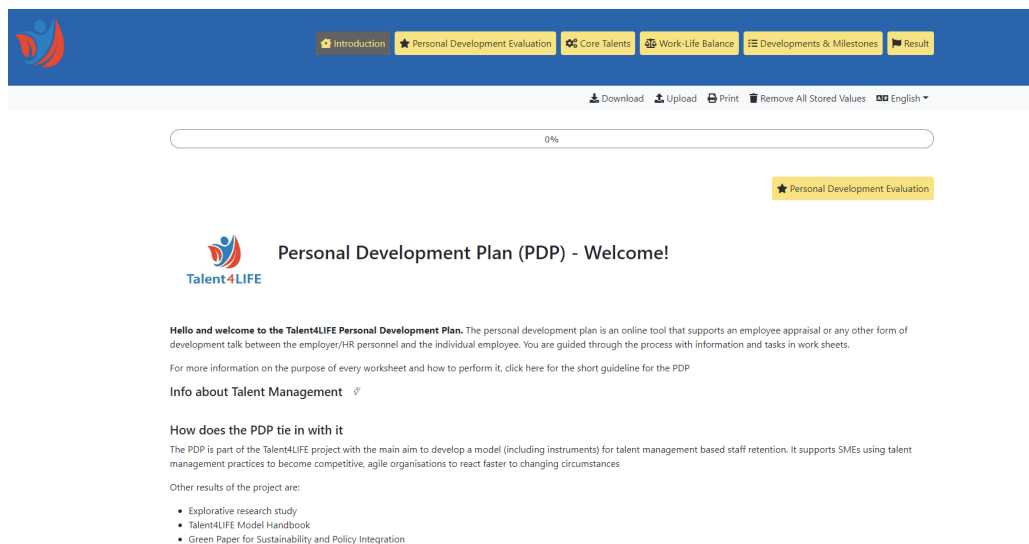 Introduction Personal Development Evaluation Core Talents Work-Life Balance Developments & Milestones Result
Download Upload Print Remove All Stored Values English
0%
Personal Development Evaluation
Talent4LIFE
Personal Development Plan (PDP) - Welcome!
Hello and welcome to the Talent4LIFE Personal Development Plan. The personal development plan is an online tool that supports an employee appraisal or any other form of
development talk between the employer/HR personnel and the individual employee. You are guided through the process with information and tasks in work sheets.
For more information on the purpose of every worksheet and how to perform it, click here for the short guideline for the PDP
Info about Talent Management
How does the PDP tie in with it
The PDP is part of the Talent4LIFE project with the main aim to develop a model (including instruments) for talent management based staff retention. It supports SMEs using talent
management practices to become competitive, agile organisations to react faster to changing circumstances
Other results of the project are:
• Explorative research study
• Talent4LIFE Model Handbook
• Green Paper for Sustainability and Policy Integration